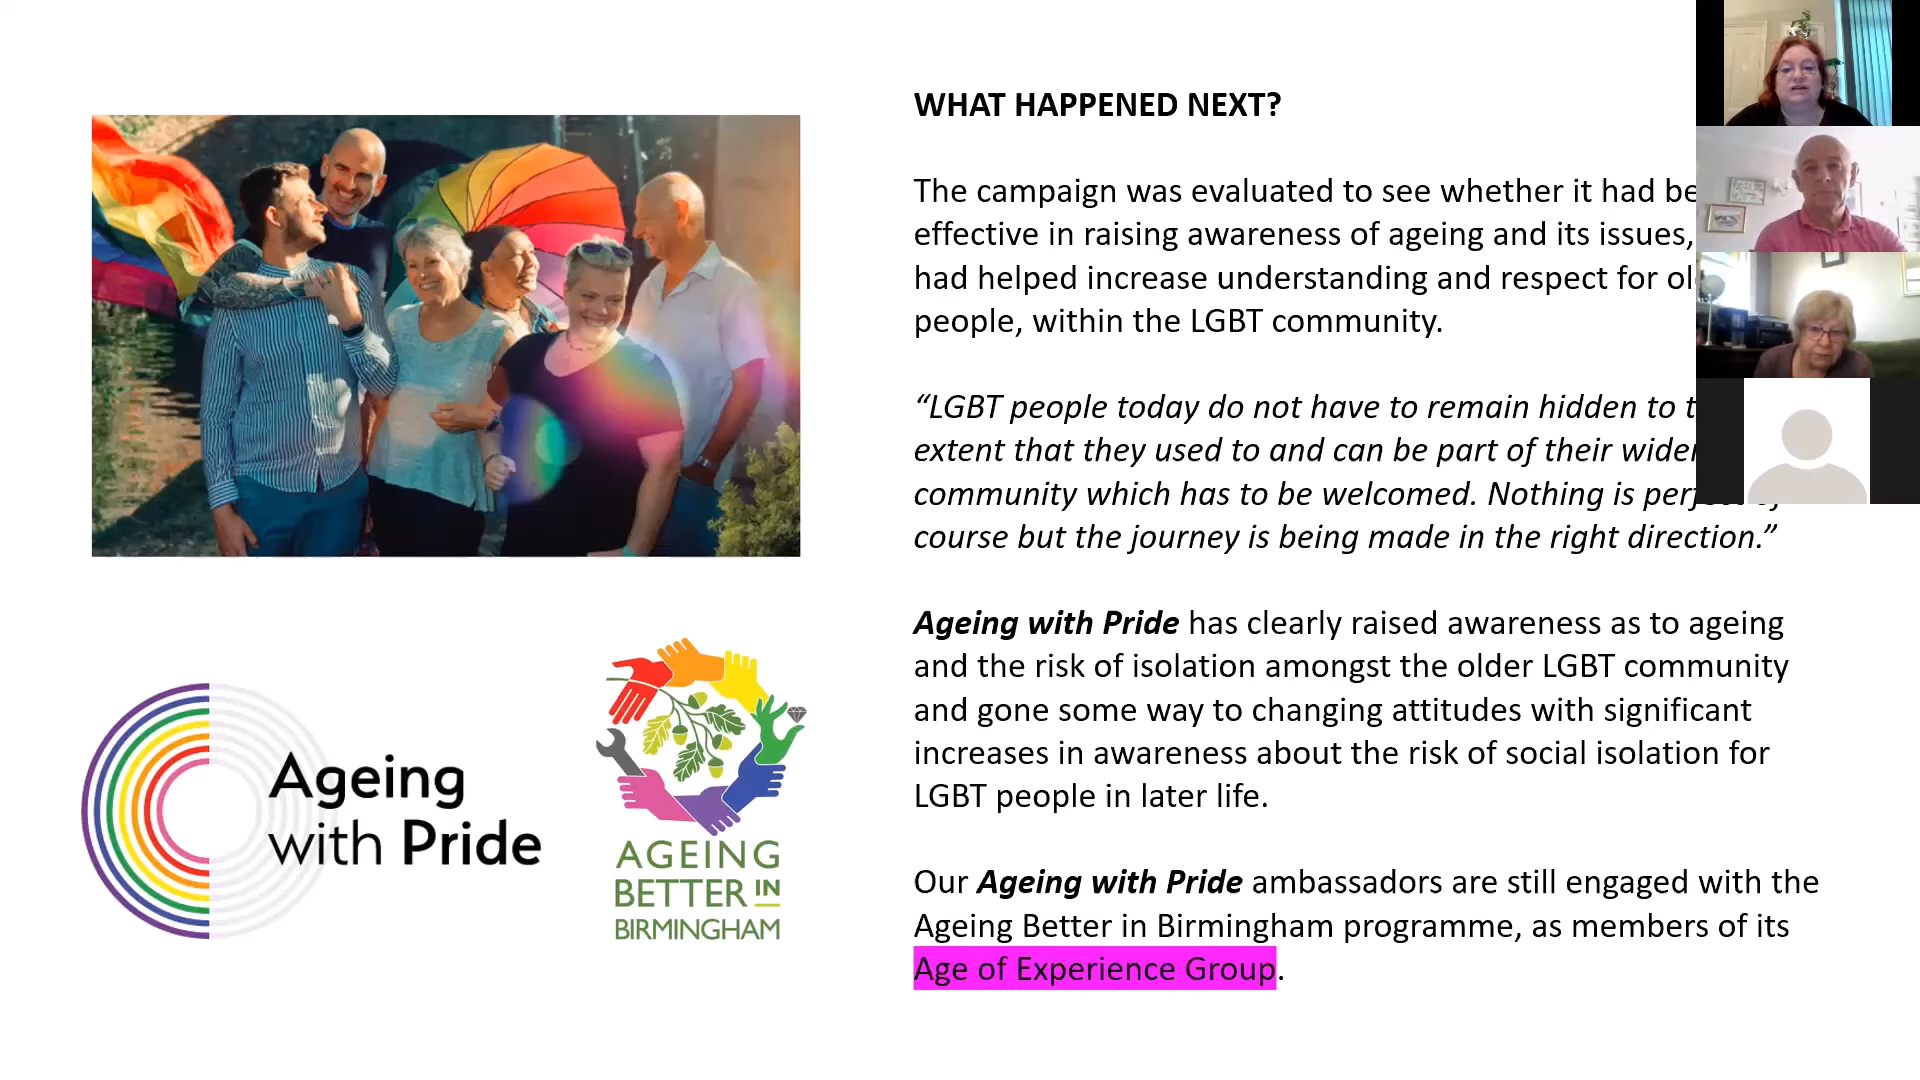 WHAT HAPPENED NEXT?
The campaign was evaluated to see whether it had
effective in raising awareness of ageing and its issues,
had helped increase understanding and respect for
people, within the LGBT community.
“LGBT people today do not have to remain hidden to
extent that they used to and can be part of their wider
community which has to be welcomed. Nothing is perfect of
course but the journey is being made in the right direction.”
Ageing with Pride has clearly raised awareness as to ageing
and the risk of isolation amongst the older LGBT community
and gone some way to changing attitudes with significant
increases in awareness about the risk of social isolation for
LGBT people in later life.
Our Ageing with Pride ambassadors are still engaged with the
Ageing Better in Birmingham programme, as members of its
Age of Experience Group.
Ageing
with Pride
AGEING
BETTER IN
BIRMINGHAM